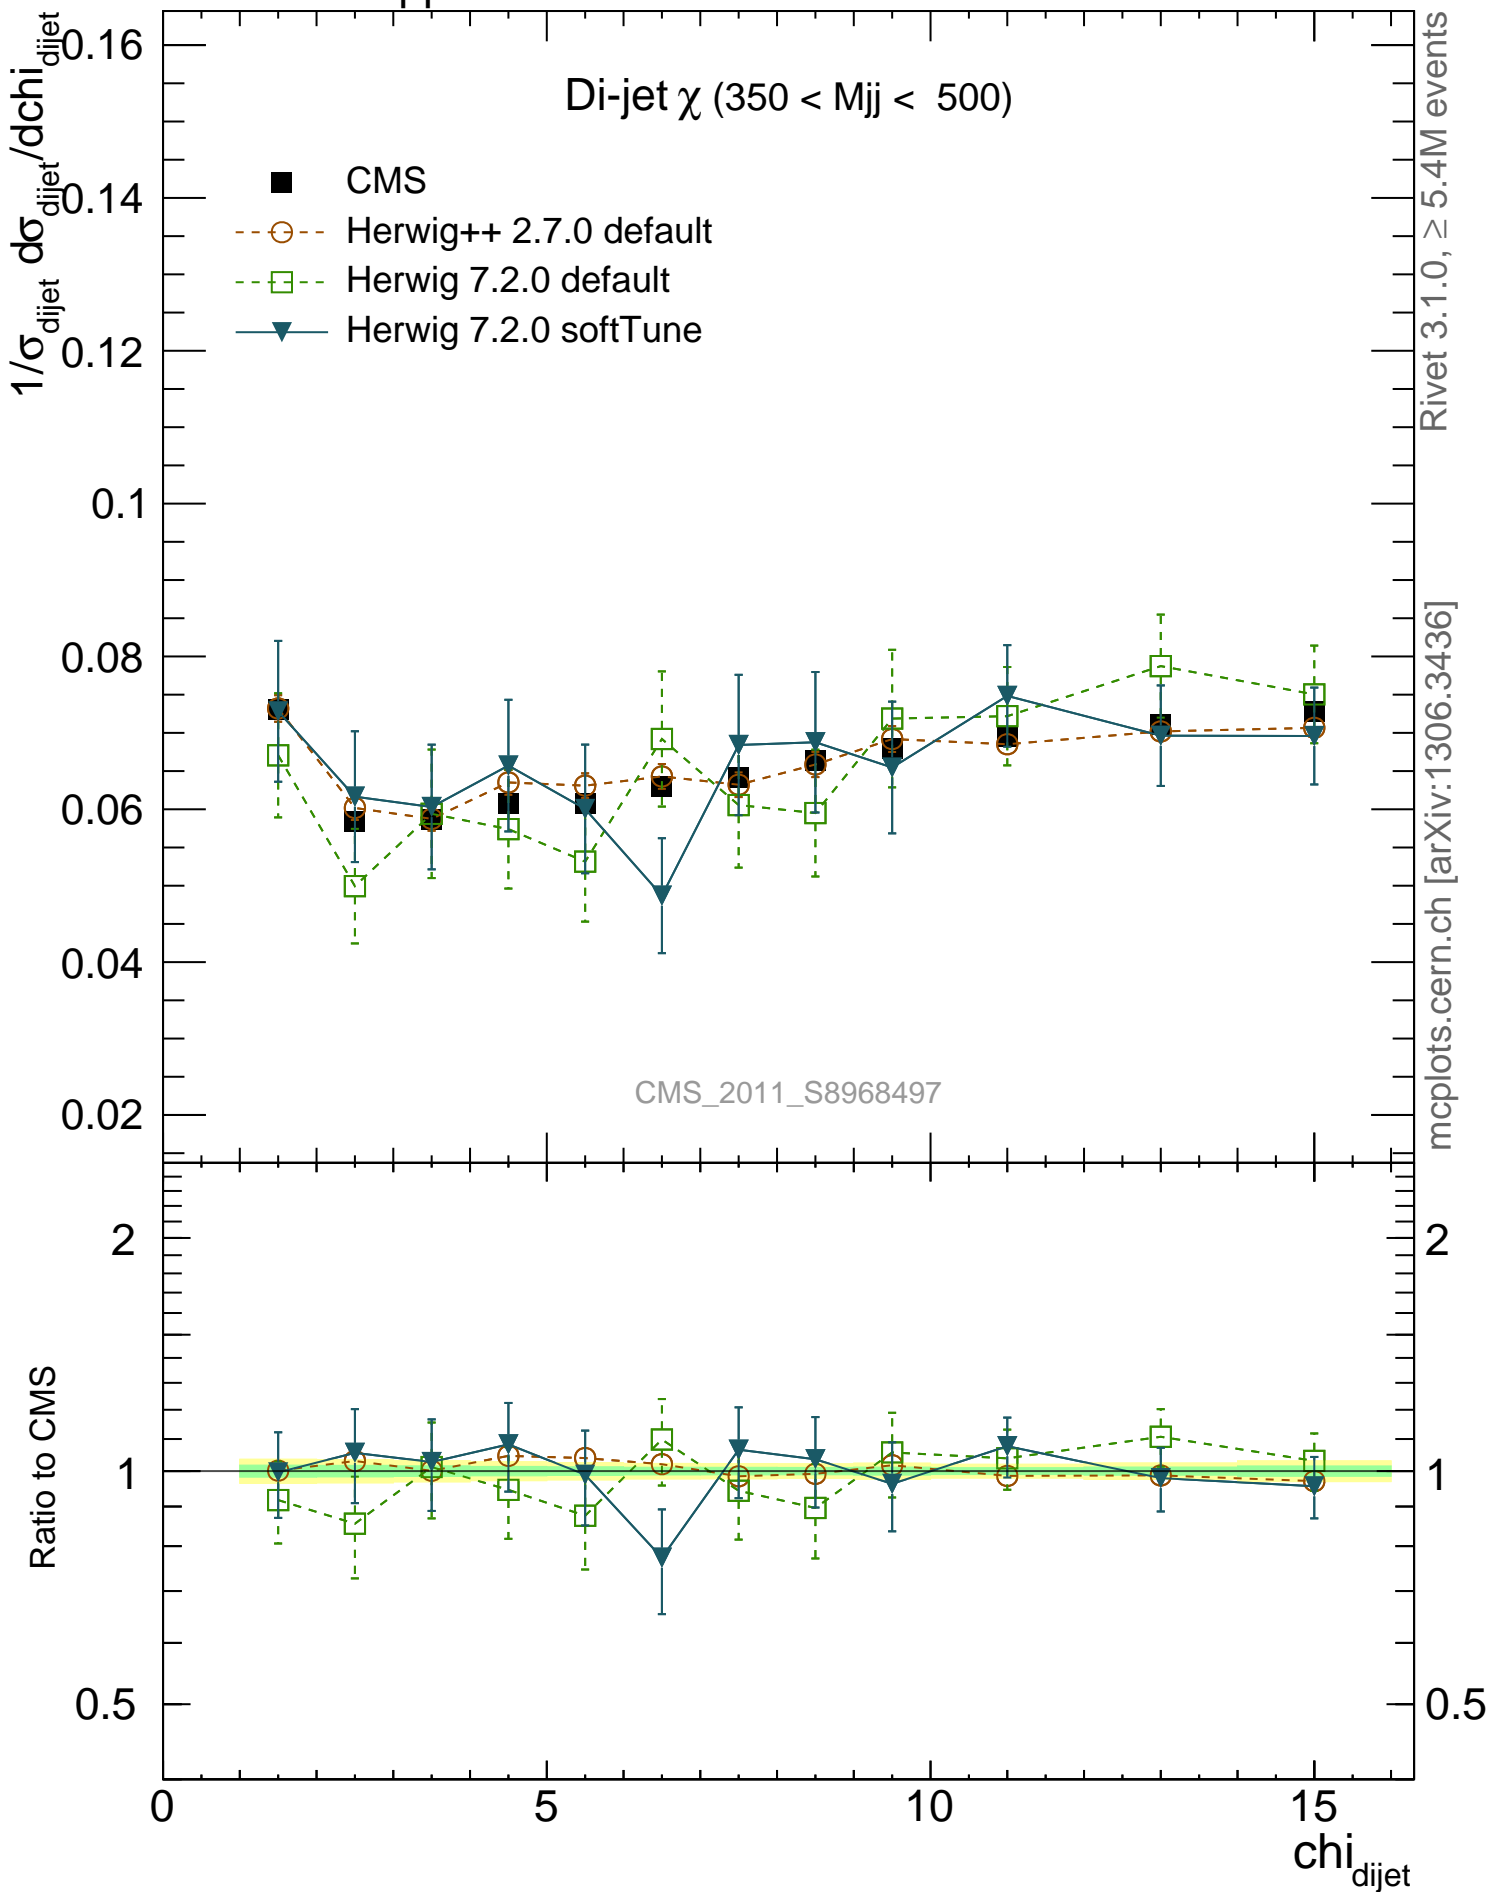 Di-jet χ (350 < Mjj < 500)
CMS
Herwig++ 2.7.0 default
Herwig 7.2.0 default
Herwig 7.2.0 softTune
1/σdijet dσdijet/dchidijet
0.16
0.14
0.12
0.1
0.08
0.06
0.04
0.02
CMS_2011_S8968497
Rivet 3.1.0, ≥ 5.4M events
mcplots.cern.ch [arXiv:1306.3436]
Ratio to CMS
2
1
0.5
2
1
0.5
0 5 10 15
chidijet